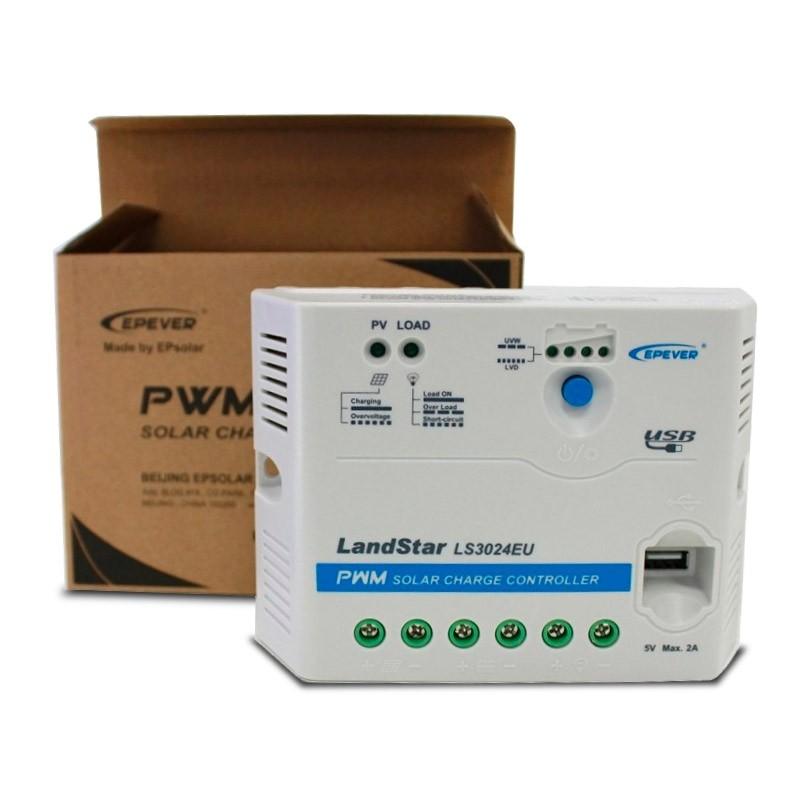 EPEVER ®
Made by EPsolar
PWM
SOLAR CHA
BEIJING EPSOLAR
PV LOAD
Charging
Overvoltage
Load ON
Over Load
Short-circuit
UVW
LVD
EPEVER ®
USB
LandStar LS3024EU
PWM SOLAR CHARGE CONTROLLER
+ - + - + -
5V Max. 2A